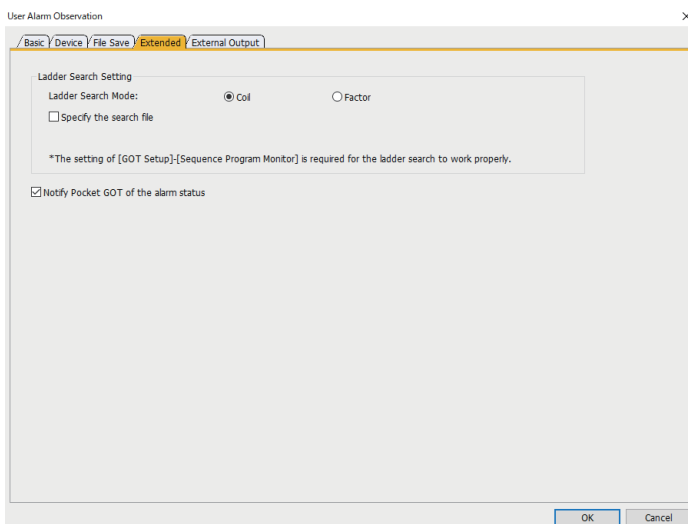 User Alarm Observation
Basic Device File Save Extended External Output
Ladder Search Setting
Ladder Search Mode: Coil Factor
Specify the search file
*The setting of [GOT Setup]-[Sequence Program Monitor] is required for the ladder search to work properly.
Notify Pocket GOT of the alarm status
OK Cancel